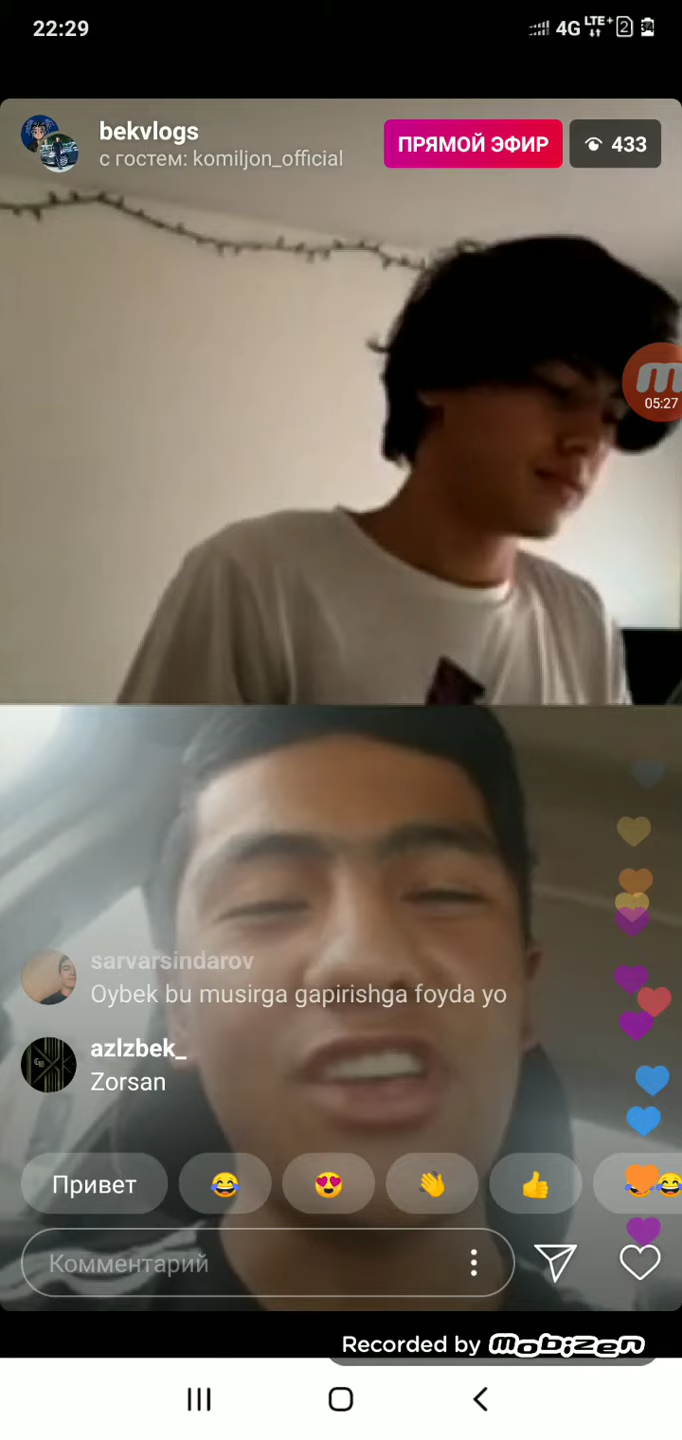 22:29
4G LTE+ 2
bekvlogs
с гостем: komiljon_official
ПРЯМОЙ ЭФИР
433
05:27
sarvarsindarov
Oybek bu musirga gapirishga foyda yo
azlzbek_
Zorsan
Привет
Комментарий
Recorded by mobizen